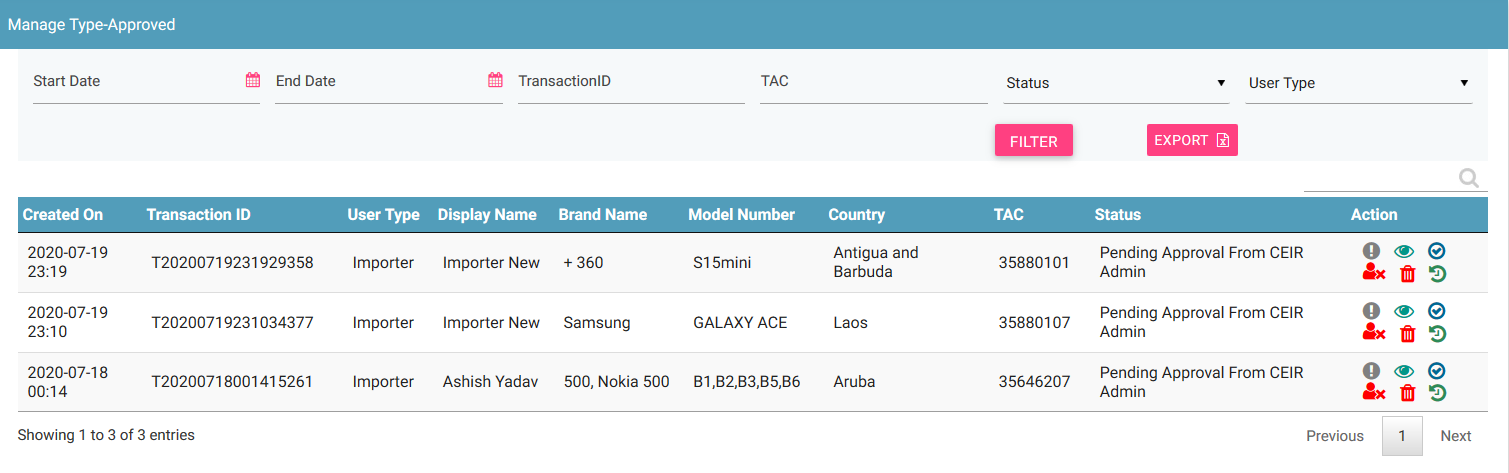 Manage Type-Approved
Start Date End Date TransactionID TAC Status User Type
FILTER EXPORT
Created On Transaction ID User Type Display Name Brand Name Model Number Country TAC Status Action
2020-07-19 23:19 T20200719231929358 Importer Importer New + 360 S15mini Antigua and Barbuda 35880101 Pending Approval From CEIR Admin
2020-07-19 23:10 T20200719231034377 Importer Importer New Samsung GALAXY ACE Laos 35880107 Pending Approval From CEIR Admin
2020-07-18 00:14 T20200718001415261 Importer Ashish Yadav 500, Nokia 500 B1,B2,B3,B5,B6 Aruba 35646207 Pending Approval From CEIR Admin
Showing 1 to 3 of 3 entries Previous 1 Next